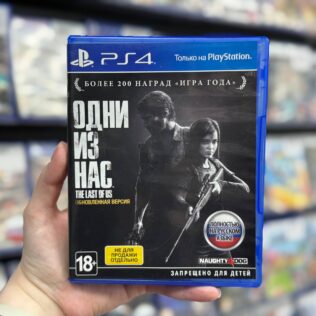 PS4
Только на PlayStation.
БОЛЕЕ 200 НАГРАД «ИГРА ГОДА»
ОДНИ
ИЗ
НАС
THE LAST OF US
ОБНОВЛЕННАЯ ВЕРСИЯ
НЕ ДЛЯ
ПРОДАЖИ
ОТДЕЛЬНО
ПОЛНОСТЬЮ
НА РУССКОМ
ЯЗЫКЕ
18+
NAUGHTY DOG
ЗАПРЕЩЕНО ДЛЯ ДЕТЕЙ